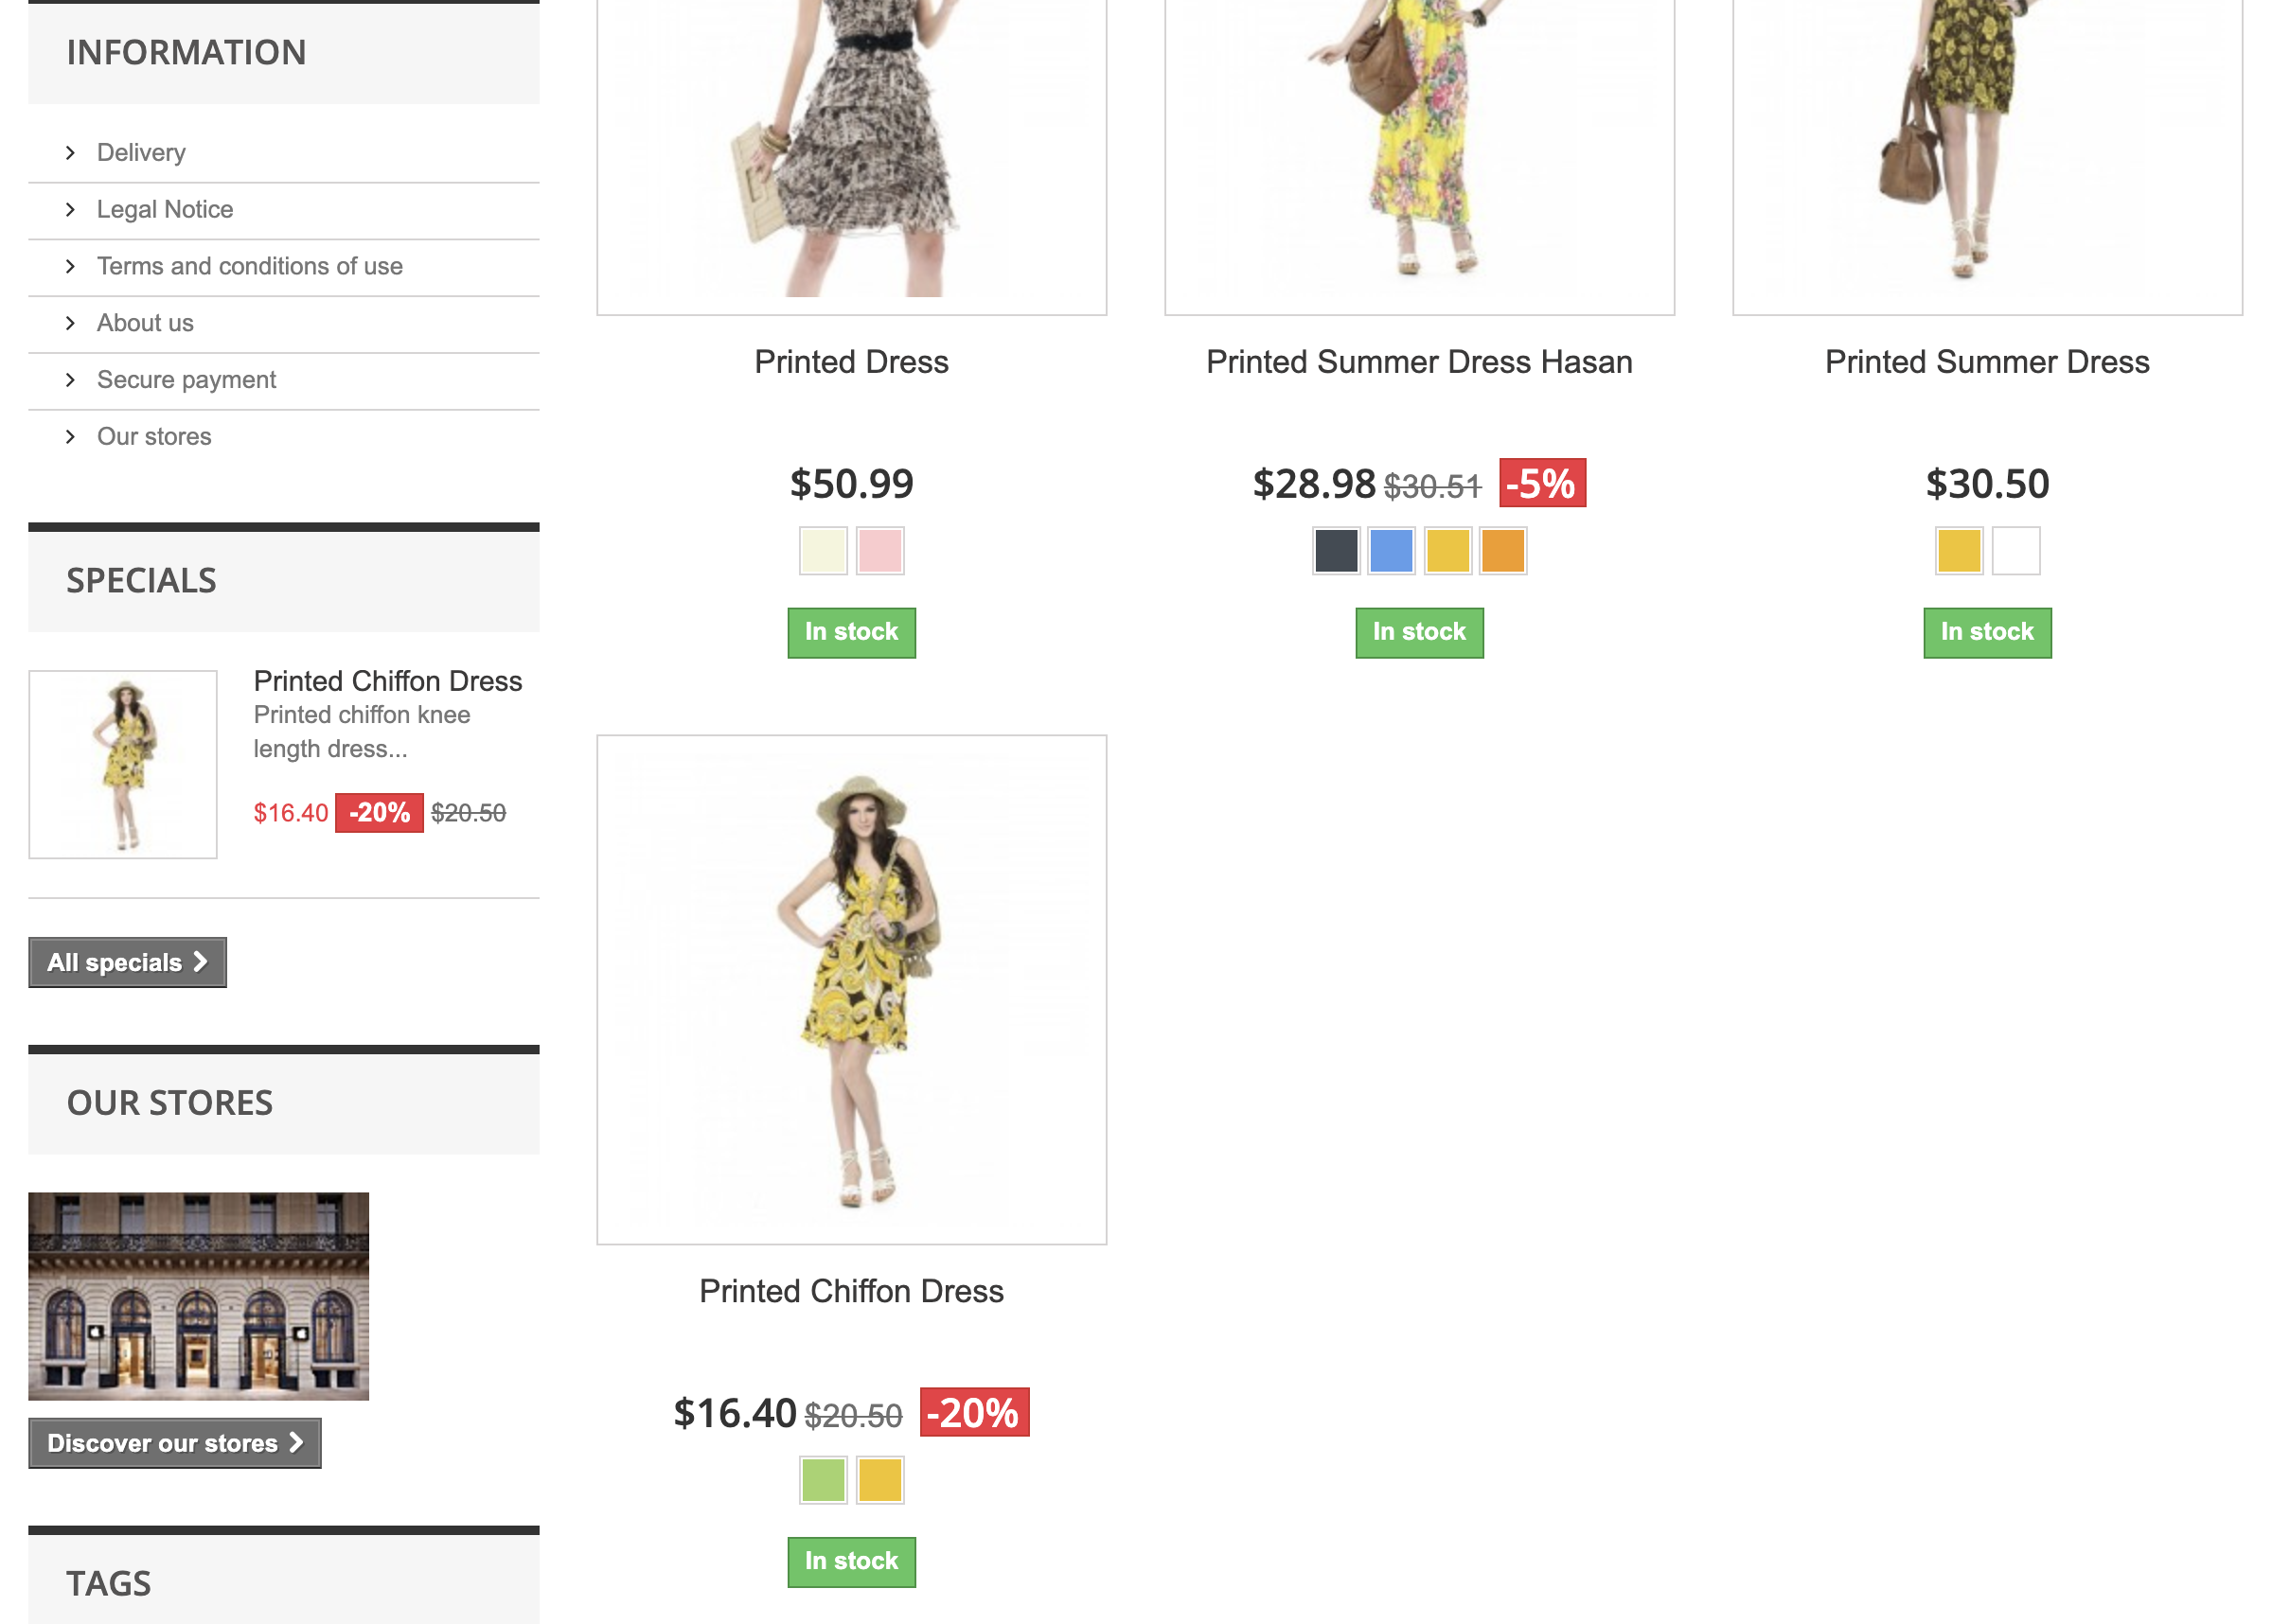 INFORMATION
Delivery
Legal Notice
Terms and conditions of use
About us
Secure payment
Our stores
SPECIALS
Printed Chiffon Dress
Printed chiffon knee
length dress...
$16.40 -20% $20.50
All specials
OUR STORES
Discover our stores
TAGS
Printed Dress
$50.99
In stock
Printed Summer Dress Hasan
$28.98 $30.51 -5%
In stock
Printed Summer Dress
$30.50
In stock
Printed Chiffon Dress
$16.40 $20.50 -20%
In stock